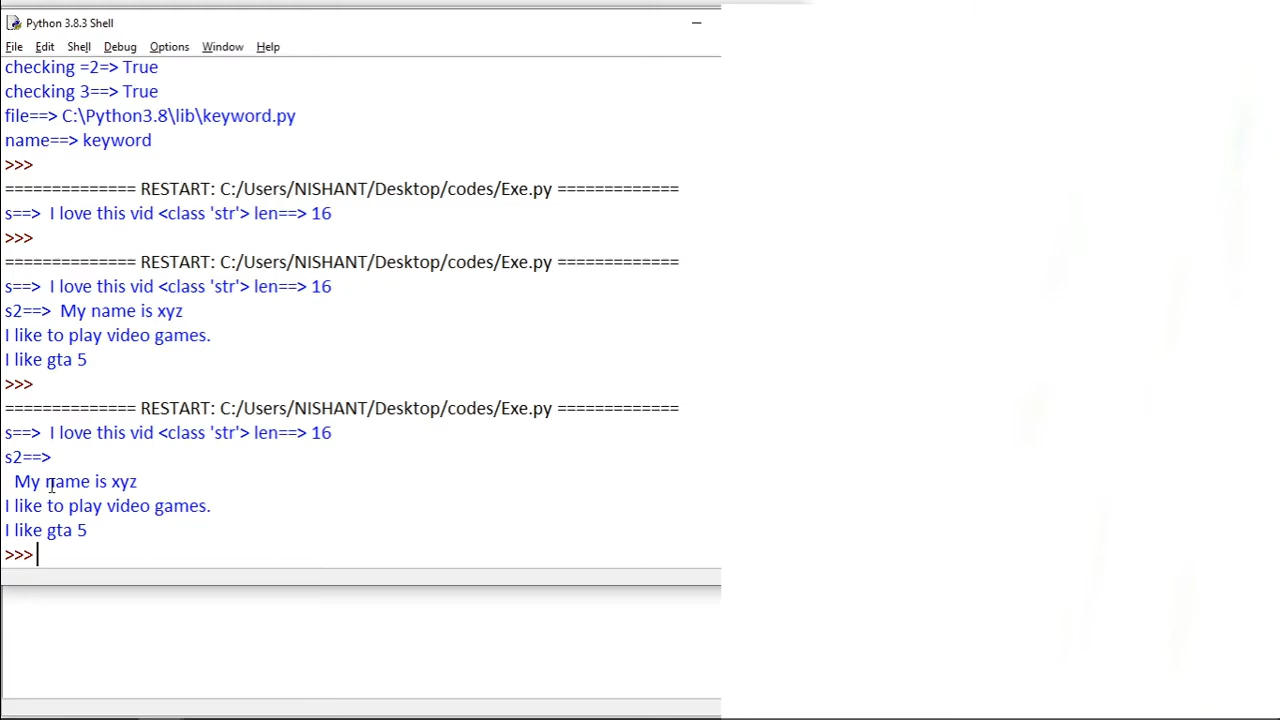 Python 3.8.3 Shell
File Edit Shell Debug Options Window Help
checking =2=> True
checking 3==> True
file==> C:\Python3.8\lib\keyword.py
name==> keyword
>>>
============== RESTART: C:/Users/NISHANT/Desktop/codes/Exe.py =============
s==>  I love this vid <class 'str'> len==> 16
>>>
============== RESTART: C:/Users/NISHANT/Desktop/codes/Exe.py =============
s==>  I love this vid <class 'str'> len==> 16
s2==>  My name is xyz
I like to play video games.
I like gta 5
>>>
============== RESTART: C:/Users/NISHANT/Desktop/codes/Exe.py =============
s==>  I love this vid <class 'str'> len==> 16
s2==>
  My name is xyz
I like to play video games.
I like gta 5
>>>